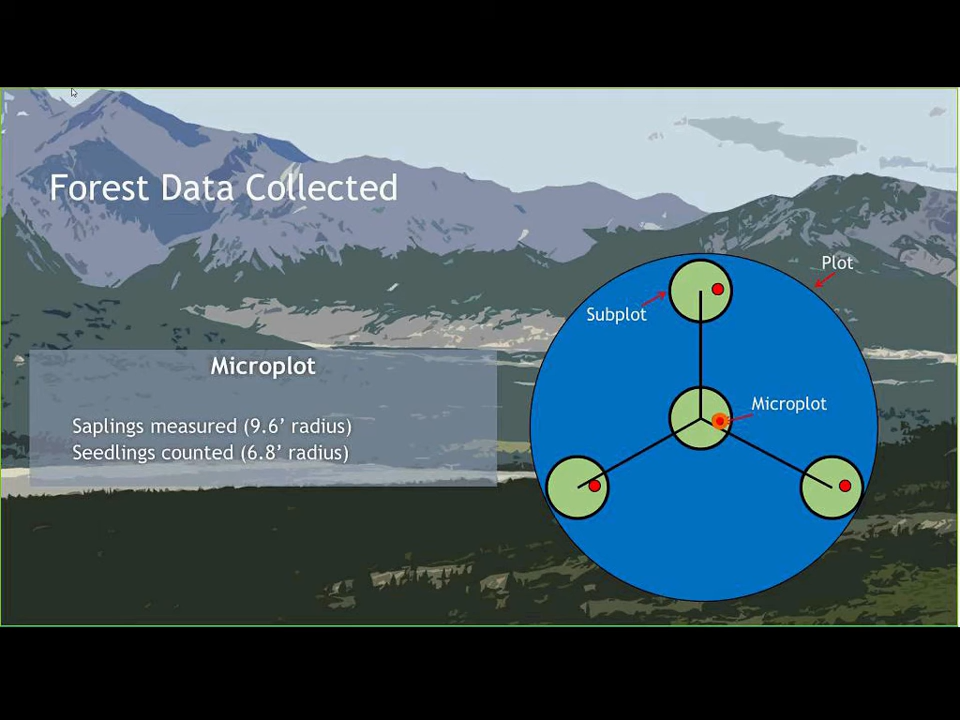 Forest Data Collected
Plot
Subplot
Microplot
Saplings measured (9.6’ radius)
Seedlings counted (6.8’ radius)
Microplot